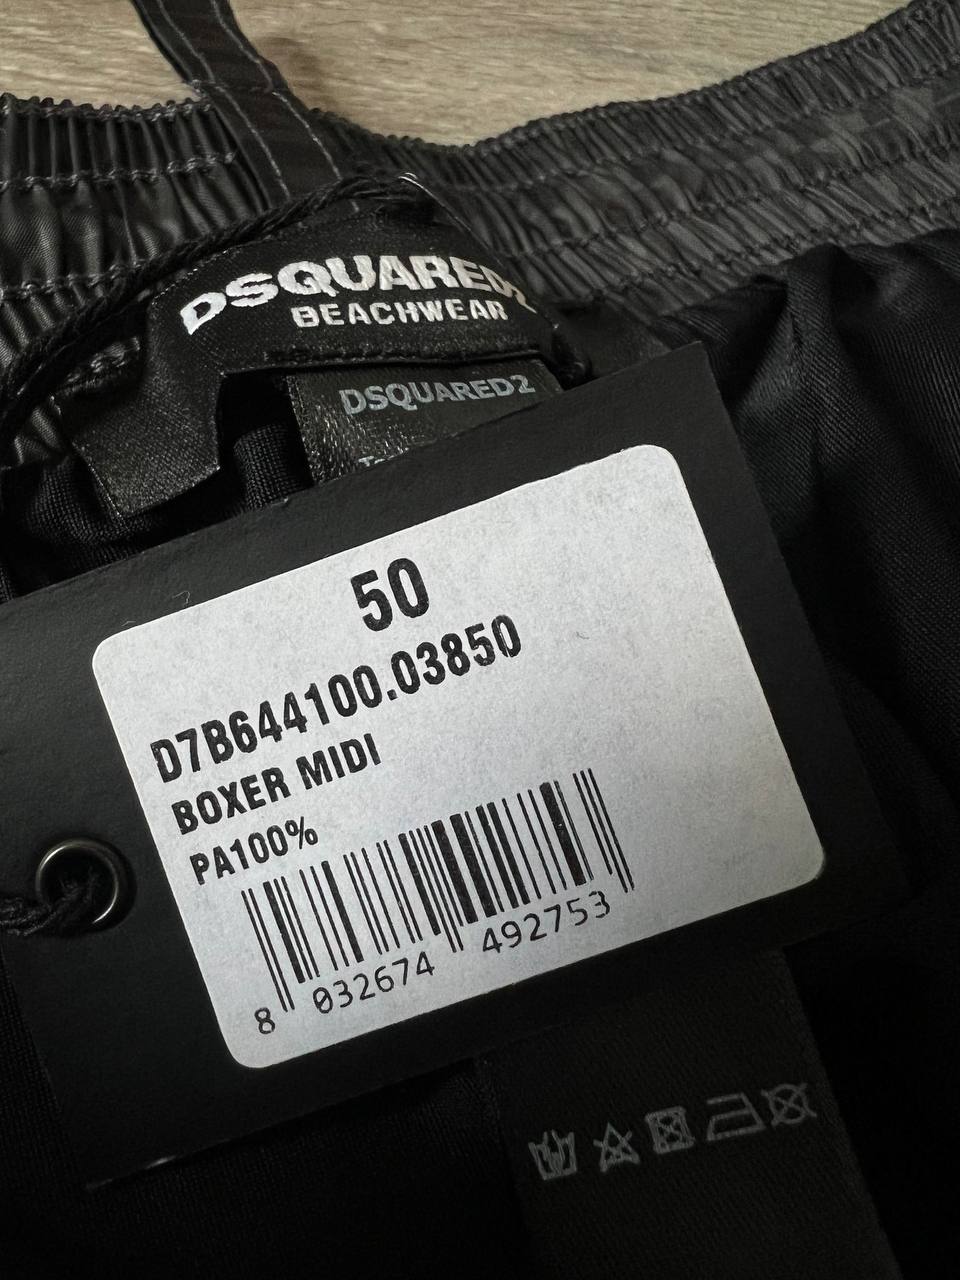 DSQUARED2
BEACHWEAR
DSQUARED2
50
D7B644100.03850
BOXER MIDI
PA100%
8 032674 492753